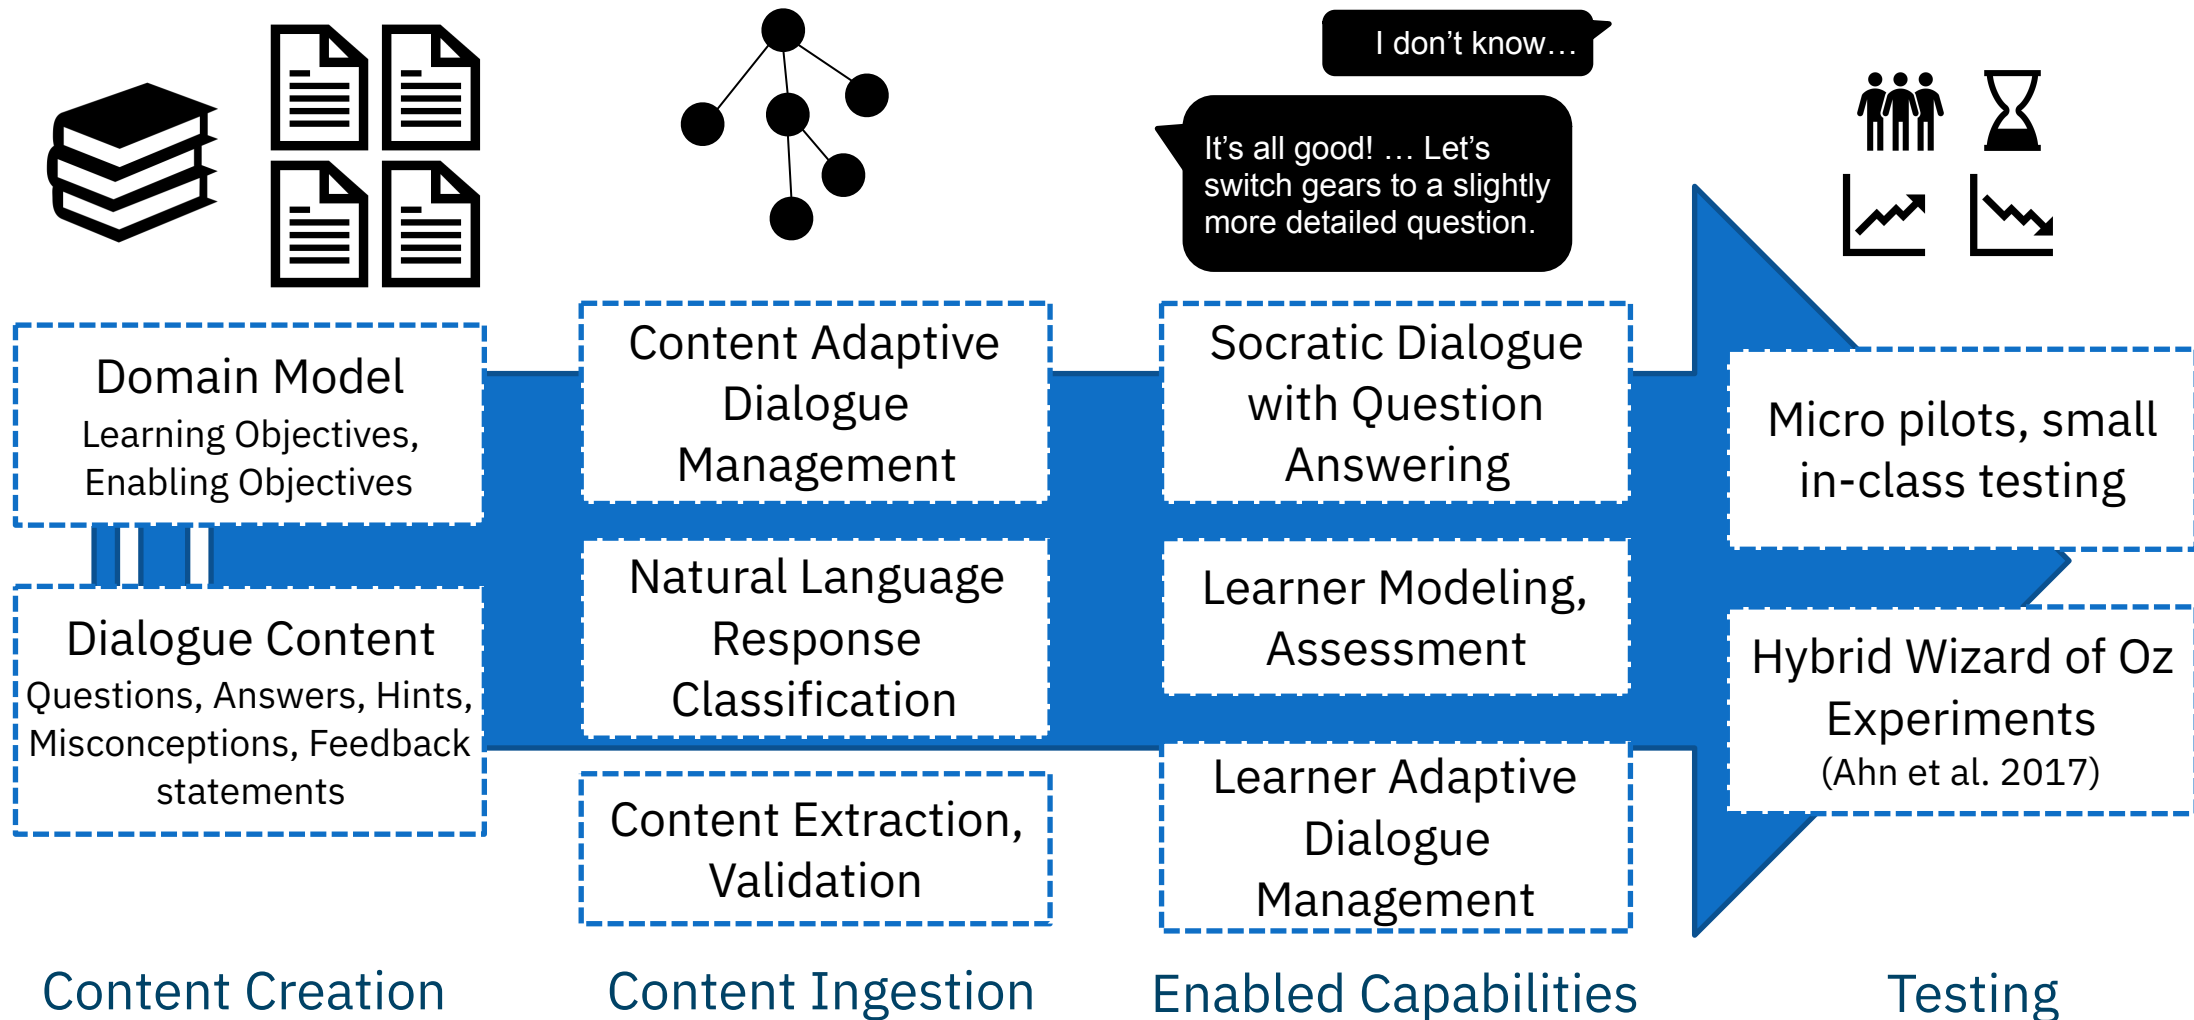 I don't know…
It's all good! … Let's
switch gears to a slightly
more detailed question.
Domain Model
Learning Objectives,
Enabling Objectives
Dialogue Content
Questions, Answers, Hints,
Misconceptions, Feedback
statements
Content Creation
Content Adaptive
Dialogue
Management
Natural Language
Response
Classification
Content Extraction,
Validation
Content Ingestion
Socratic Dialogue
with Question
Answering
Learner Modeling,
Assessment
Learner Adaptive
Dialogue
Management
Enabled Capabilities
Micro pilots, small
in-class testing
Hybrid Wizard of Oz
Experiments
(Ahn et al. 2017)
Testing